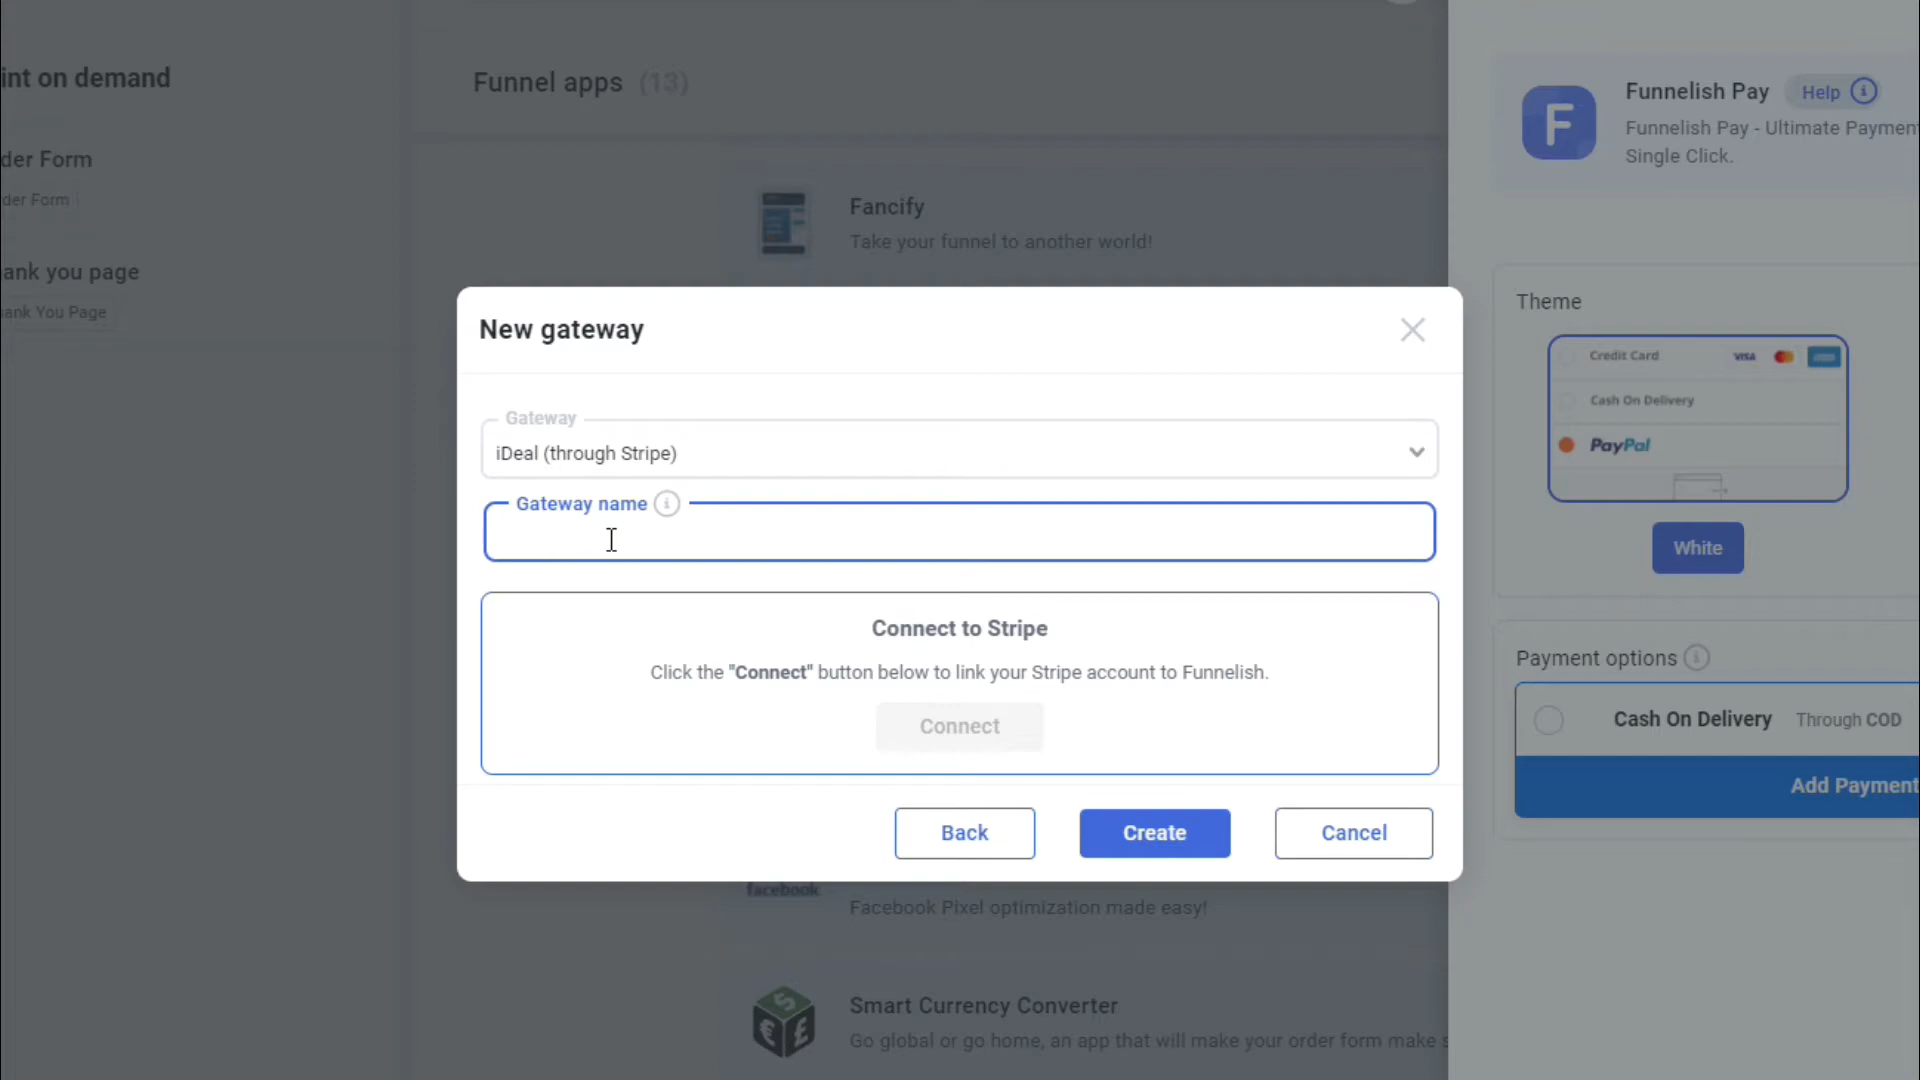 int on demand
der Form
der Form
ank you page
ank You Page
Funnel apps (13)
Fancify
Take your funnel to another world!
New gateway
Gateway
iDeal (through Stripe)
Gateway name
Connect to Stripe
Click the "Connect" button below to link your Stripe account to Funnelish.
Connect
Back
Create
Cancel
facebook
Facebook Pixel optimization made easy!
Smart Currency Converter
Go global or go home, an app that will make your order form make s
F
Funnelish Pay
Help
Funnelish Pay - Ultimate Payment
Single Click.
Theme
Credit Card
VISA
Cash On Delivery
PayPal
White
Payment options
Cash On Delivery Through COD
Add Payment